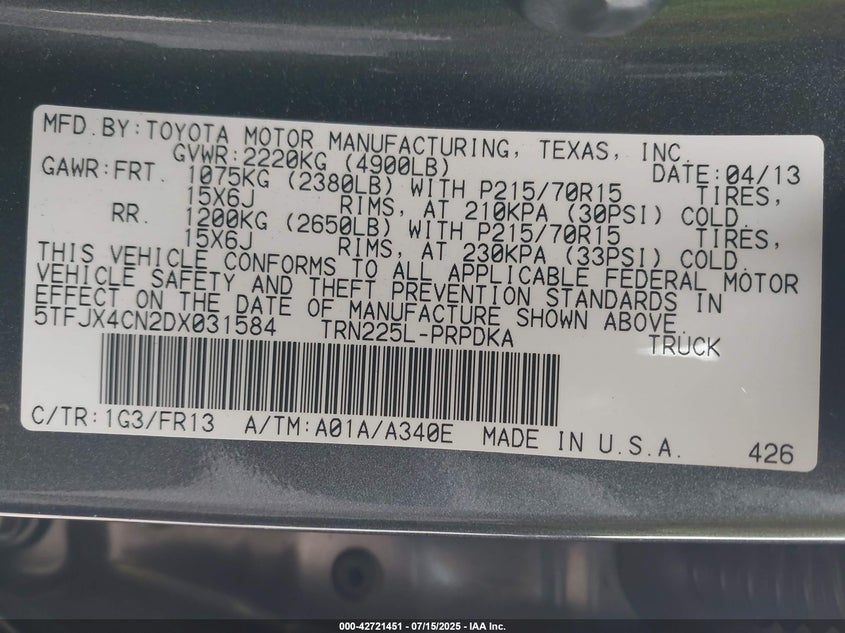 MFD.BY:TOYOTA MOTOR MANUFACTURING, TEXAS, INC.
GVWR:2220KG (4900LB) DATE:04/13
GAWR:FRT. 1075KG (2380LB) WITH P215/70R15 TIRES,
15X6J RIMS, AT 210KPA (30PSI) COLD.
RR. 1200KG (2650LB) WITH P215/70R15 TIRES,
15X6J RIMS, AT 230KPA (33PSI) COLD.
THIS VEHICLE CONFORMS TO ALL APPLICABLE FEDERAL MOTOR
VEHICLE SAFETY AND THEFT PREVENTION STANDARDS IN
EFFECT ON THE DATE OF MANUFACTURE SHOWN ABOVE.
5TFJX4CN2DX031584 TRN225L-PRPDKA TRUCK
C/TR:1G3/FR13 A/TM:A01A/A340E MADE IN U.S.A.
426
000-42721451 - 07/15/2025 - IAA Inc.